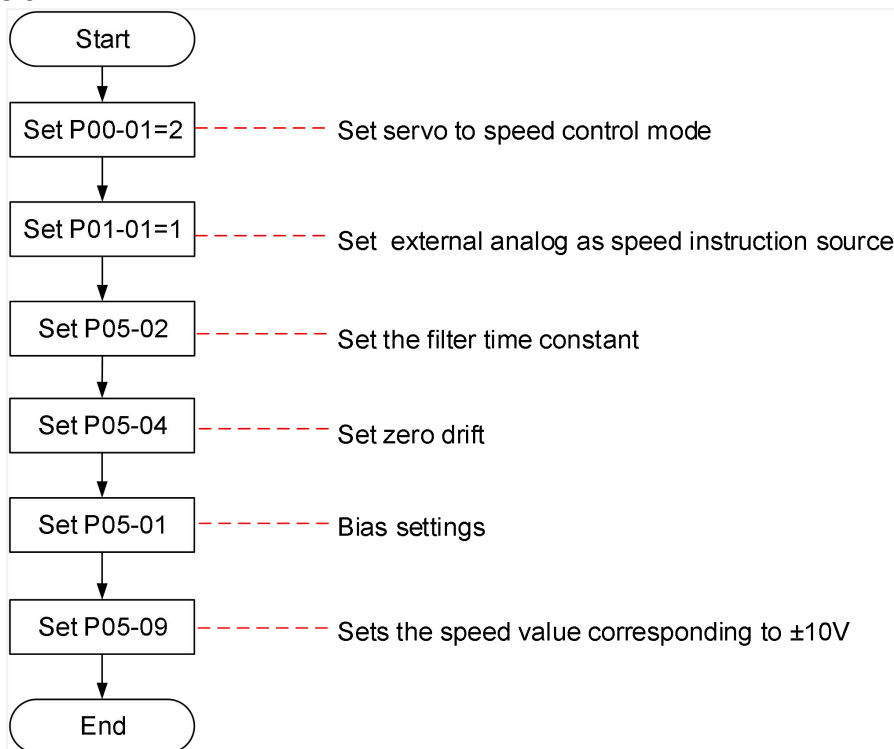 Start
Set P00-01=2
Set servo to speed control mode
Set P01-01=1
Set external analog as speed instruction source
Set P05-02
Set the filter time constant
Set P05-04
Set zero drift
Set P05-01
Bias settings
Set P05-09
Sets the speed value corresponding to ±10V
End